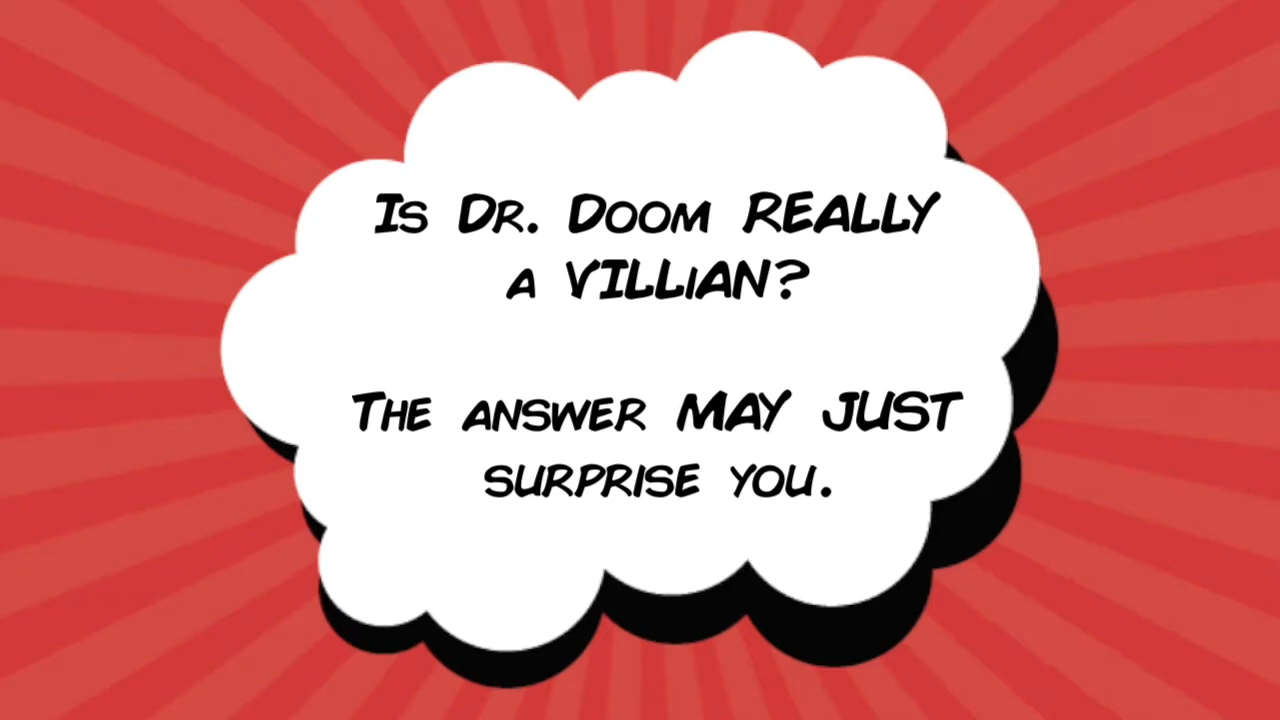 Is Dr. Doom REALLY
a VILLiAN?
The answer MAY JUST
surprise you.